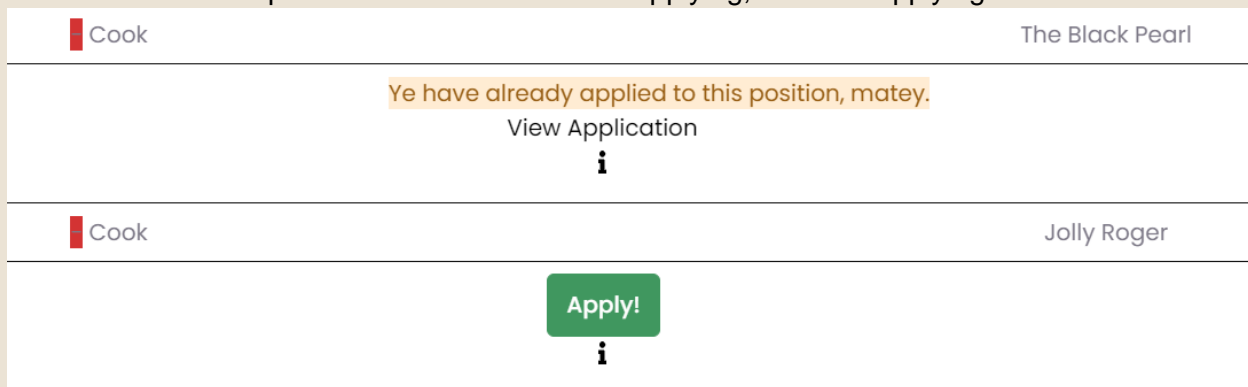 - Cook The Black Pearl
Ye have already applied to this position, matey.
View Application
i
- Cook Jolly Roger
Apply!
i